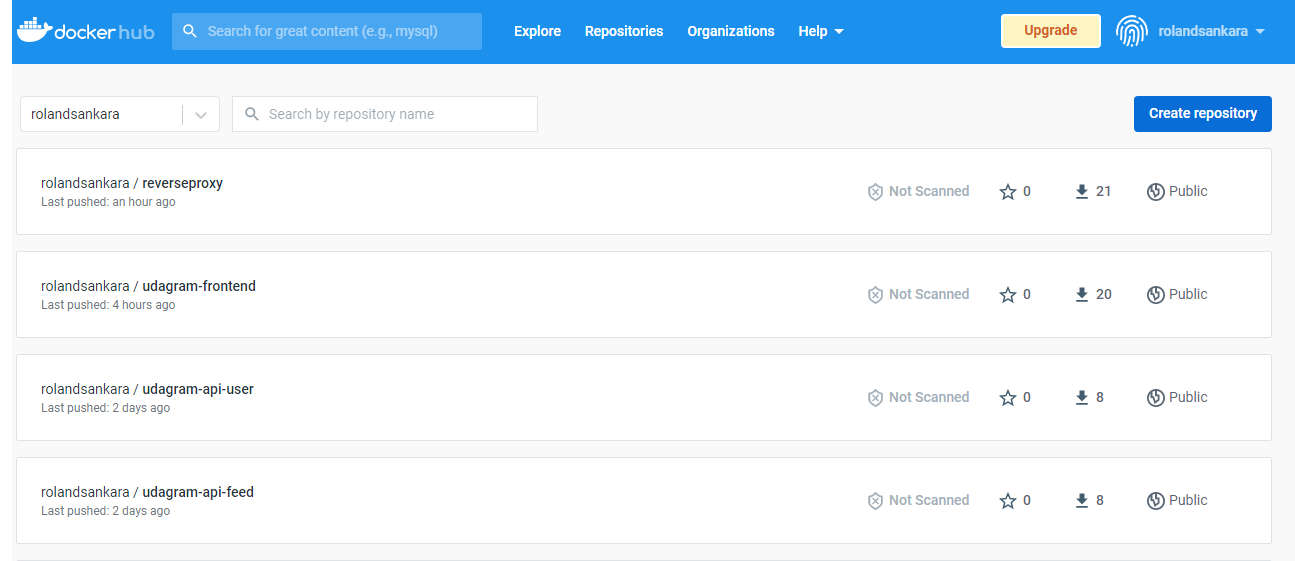 docker hub
Search for great content (e.g., mysql)
Explore
Repositories
Organizations
Help
Upgrade
rolandsankara
rolandsankara
Search by repository name
Create repository
rolandsankara / reverseproxy
Last pushed: an hour ago
Not Scanned
0
21
Public
rolandsankara / udagram-frontend
Last pushed: 4 hours ago
Not Scanned
0
20
Public
rolandsankara / udagram-api-user
Last pushed: 2 days ago
Not Scanned
0
8
Public
rolandsankara / udagram-api-feed
Last pushed: 2 days ago
Not Scanned
0
8
Public